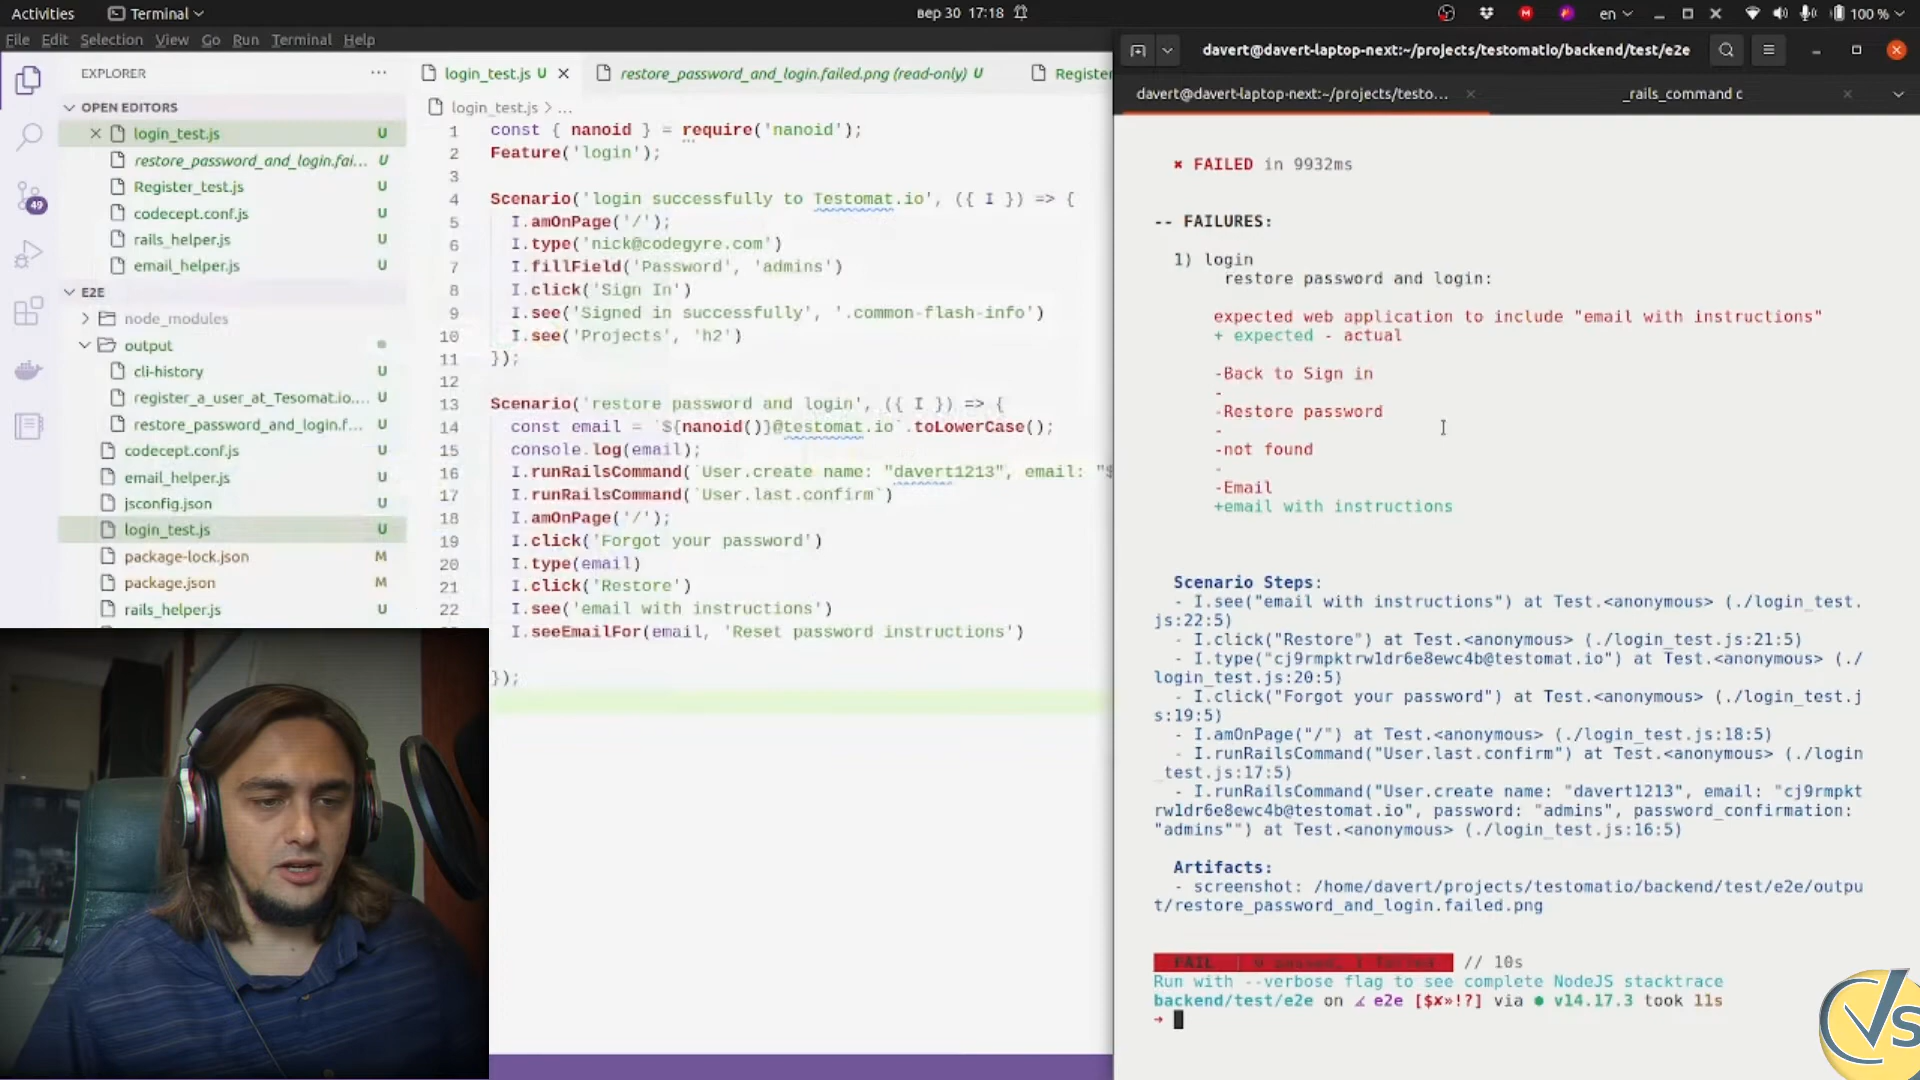 Activities
Terminal
вер 30 17:18
en
100 %
File Edit Selection View Go Run Terminal Help
EXPLORER
OPEN EDITORS
login_test.js U
restore_password_and_login.fai... U
Register_test.js U
codecept.conf.js U
rails_helper.js U
email_helper.js U
49
E2E
node_modules
output
cli-history U
register_a_user_at_Tesomat.io.... U
restore_password_and_login.f... U
codecept.conf.js U
email_helper.js U
jsconfig.json U
login_test.js U
package-lock.json M
package.json M
rails_helper.js U
login_test.js U
restore_password_and_login.failed.png (read-only) U
Register
login_test.js > ...
1 const { nanoid } = require('nanoid');
2 Feature('login');
3
4 Scenario('login successfully to Testomat.io', ({ I }) => {
5 I.amOnPage('/');
6 I.type('nick@codegyre.com')
7 I.fillField('Password', 'admins')
8 I.click('Sign In')
9 I.see('Signed in successfully', '.common-flash-info')
10 I.see('Projects', 'h2')
11 });
12
13 Scenario('restore password and login', ({ I }) => {
14 const email = `${nanoid()}@testomat.io`.toLowerCase();
15 console.log(email);
16 I.runRailsCommand(`User.create name: "davert1213", email: "$
17 I.runRailsCommand(`User.last.confirm`)
18 I.amOnPage('/');
19 I.click('Forgot your password')
20 I.type(email)
21 I.click('Restore')
22 I.see('email with instructions')
I.seeEmailFor(email, 'Reset password instructions')
});
davert@davert-laptop-next:~/projects/testomatio/backend/test/e2e
davert@davert-laptop-next:~/projects/testo...
_rails_command c
✖ FAILED in 9932ms
-- FAILURES:
1) login
restore password and login:
expected web application to include "email with instructions"
+ expected - actual
-Back to Sign in
-
-Restore password
-
-not found
-
-Email
+email with instructions
Scenario Steps:
- I.see("email with instructions") at Test.<anonymous> (./login_test.
js:22:5)
- I.click("Restore") at Test.<anonymous> (./login_test.js:21:5)
- I.type("cj9rmpktrw1dr6e8ewc4b@testomat.io") at Test.<anonymous> (./
login_test.js:20:5)
- I.click("Forgot your password") at Test.<anonymous> (./login_test.j
s:19:5)
- I.amOnPage("/") at Test.<anonymous> (./login_test.js:18:5)
- I.runRailsCommand("User.last.confirm") at Test.<anonymous> (./login
_test.js:17:5)
- I.runRailsCommand("User.create name: "davert1213", email: "cj9rmpkt
rw1dr6e8ewc4b@testomat.io", password: "admins", password_confirmation:
"admins"") at Test.<anonymous> (./login_test.js:16:5)
Artifacts:
- screenshot: /home/davert/projects/testomatio/backend/test/e2e/outpu
t/restore_password_and_login.failed.png
FAIL | 0 passed, 1 failed // 10s
Run with --verbose flag to see complete NodeJS stacktrace
backend/test/e2e on e2e [$✘»!?] via ● v14.17.3 took 11s
→
VS